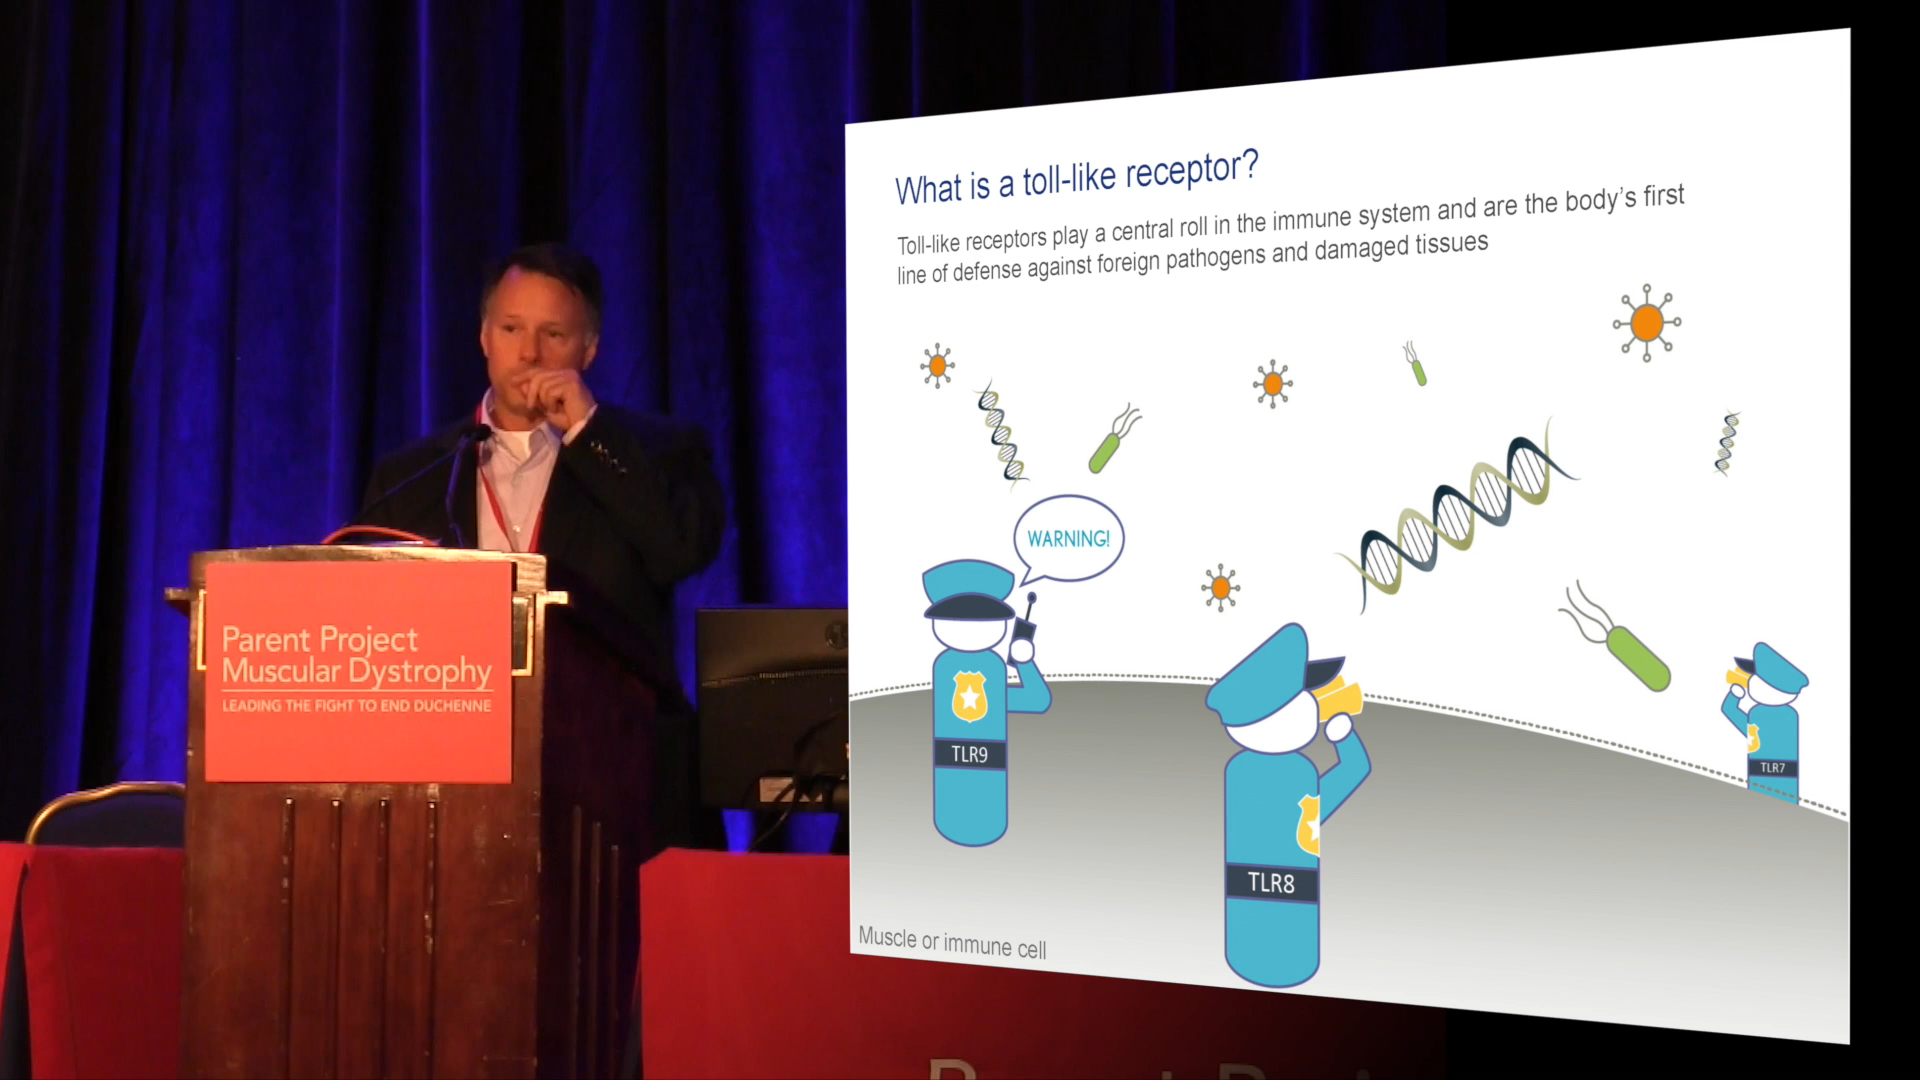 What is a toll-like receptor?
Toll-like receptors play a central roll in the immune system and are the body's first
line of defense against foreign pathogens and damaged tissues
WARNING!
TLR9
TLR8
TLR7
Muscle or immune cell
Parent Project
Muscular Dystrophy
LEADING THE FIGHT TO END DUCHENNE